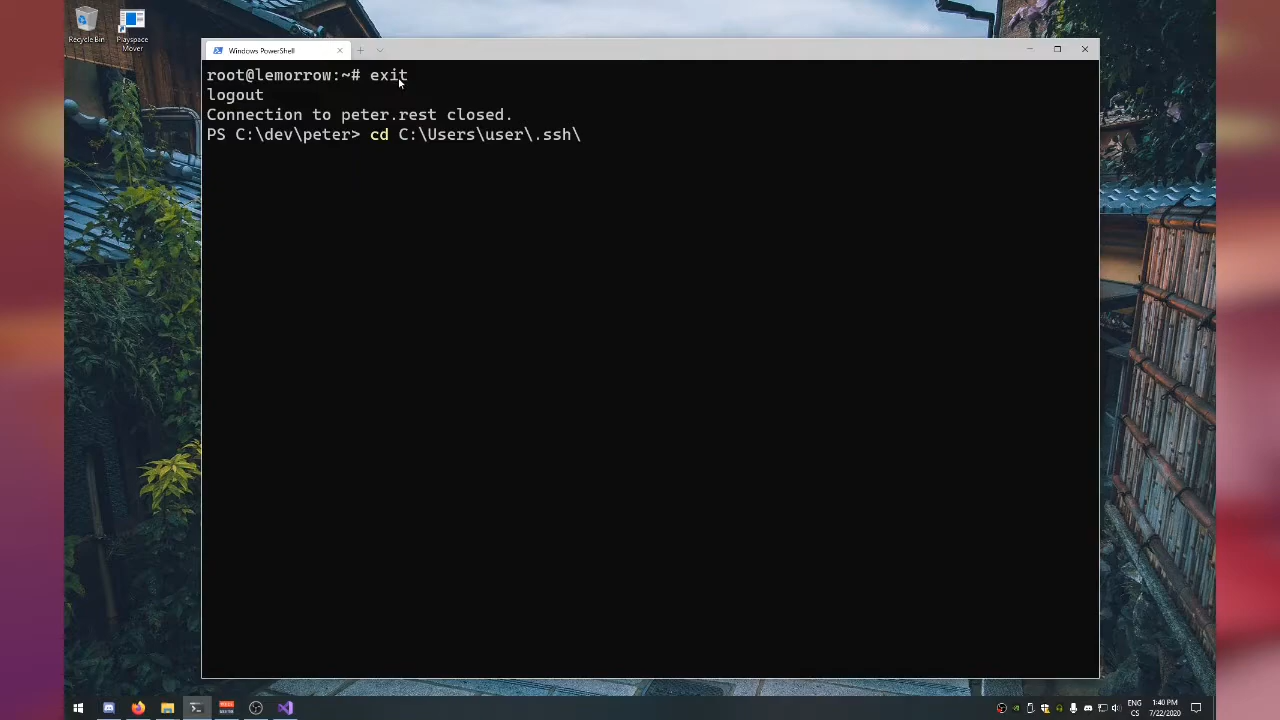 Recycle Bin
Playspace
Mover
Windows PowerShell
root@lemorrow:~# exit
logout
Connection to peter.rest closed.
PS C:\dev\peter> cd C:\Users\user\.ssh\
ENG
CS
1:40 PM
7/22/2020